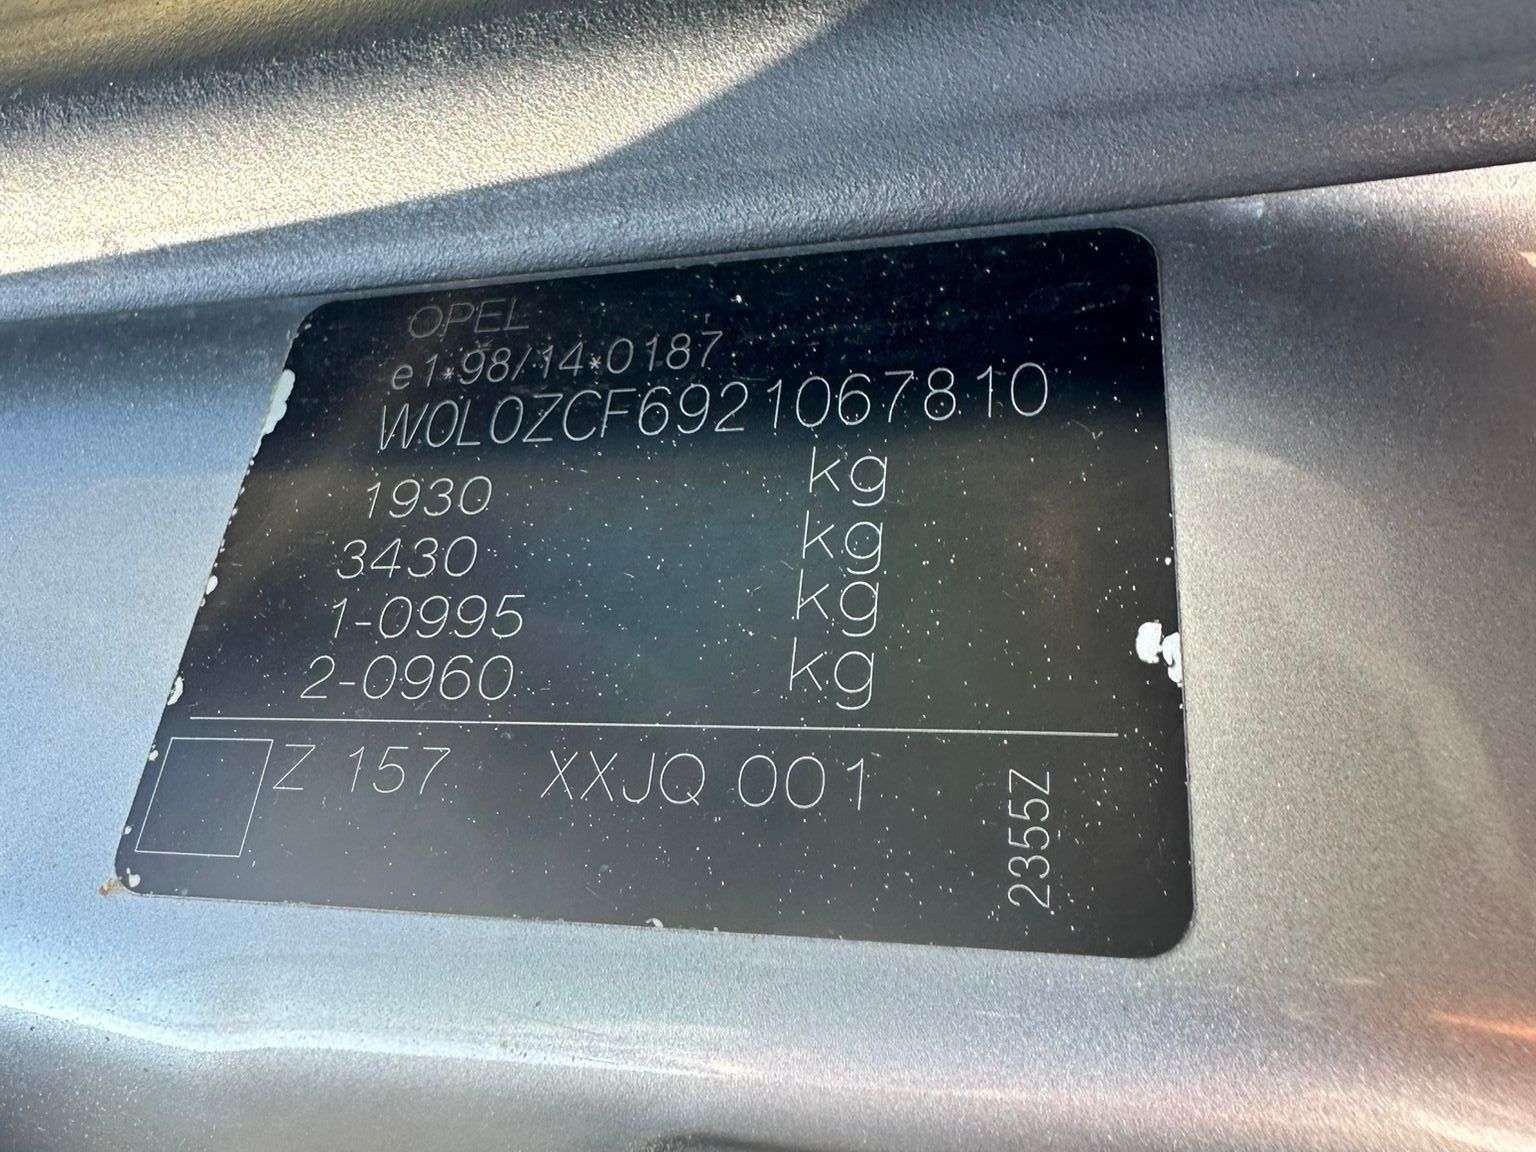 OPEL
e1*98/14*0187
W0L0ZCF6921067810
1930 kg
3430 kg
1-0995 kg
2-0960 kg
Z 157 XXJQ 001
2355Z